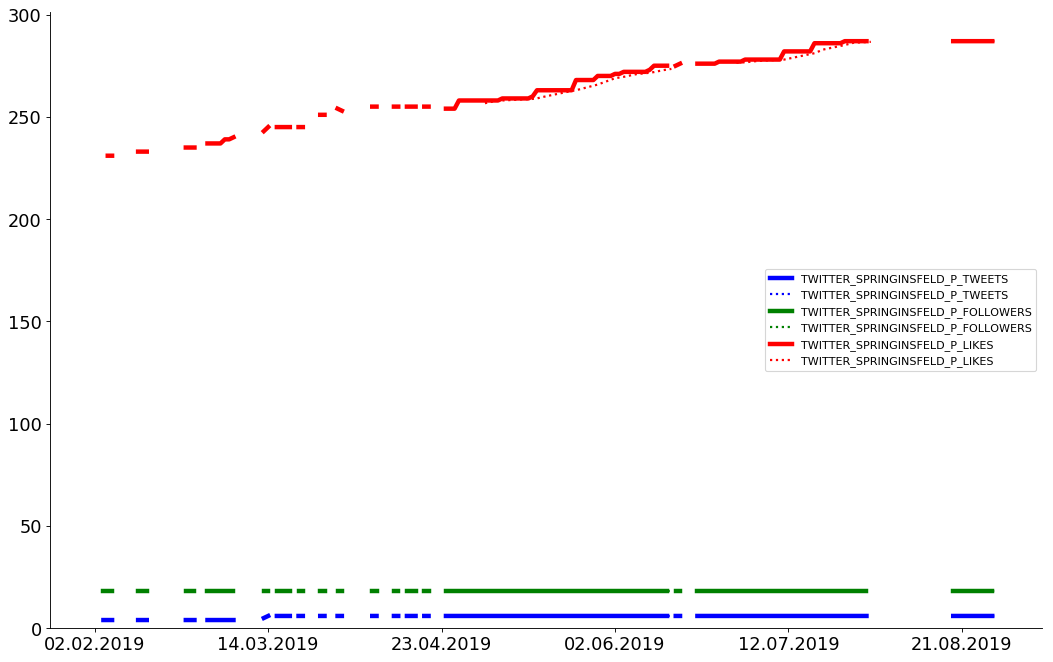 300
250
200
150
100
50
0
02.02.2019 14.03.2019 23.04.2019 02.06.2019 12.07.2019 21.08.2019
TWITTER_SPRINGINSFELD_P_TWEETS
TWITTER_SPRINGINSFELD_P_TWEETS
TWITTER_SPRINGINSFELD_P_FOLLOWERS
TWITTER_SPRINGINSFELD_P_FOLLOWERS
TWITTER_SPRINGINSFELD_P_LIKES
TWITTER_SPRINGINSFELD_P_LIKES